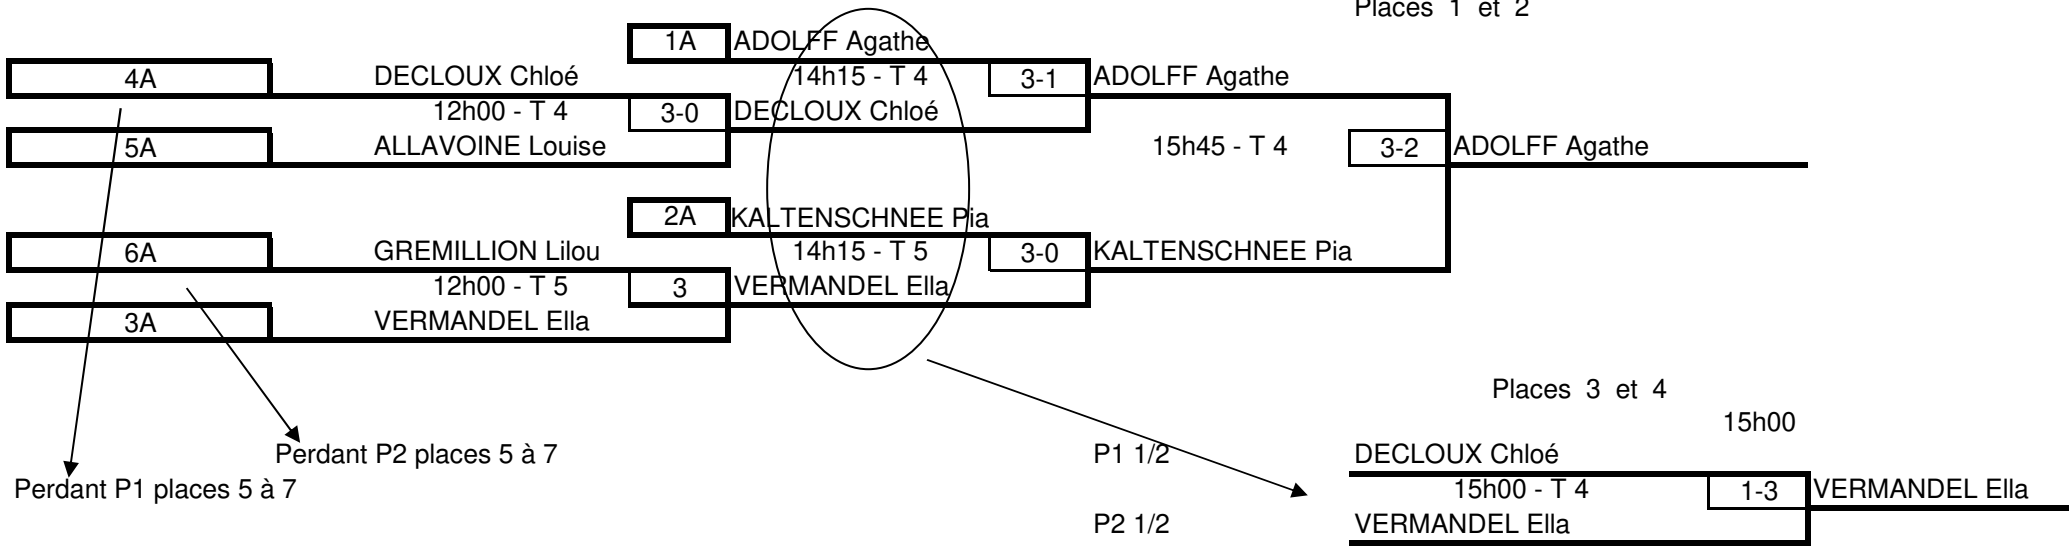 Places 1 et 2
1A ADOLFF Agathe
4A DECLOUX Chloé 14h15 - T 4 3-1 ADOLFF Agathe
12h00 - T 4 3-0 DECLOUX Chloé
5A ALLAVOINE Louise 15h45 - T 4 3-2 ADOLFF Agathe
2A KALTENSCHNEE Pia
6A GREMILLION Lilou 14h15 - T 5 3-0 KALTENSCHNEE Pia
12h00 - T 5 3 VERMANDEL Ella
3A VERMANDEL Ella
Places 3 et 4
15h00
Perdant P2 places 5 à 7 P1 1/2 DECLOUX Chloé
Perdant P1 places 5 à 7 15h00 - T 4 1-3 VERMANDEL Ella
P2 1/2 VERMANDEL Ella